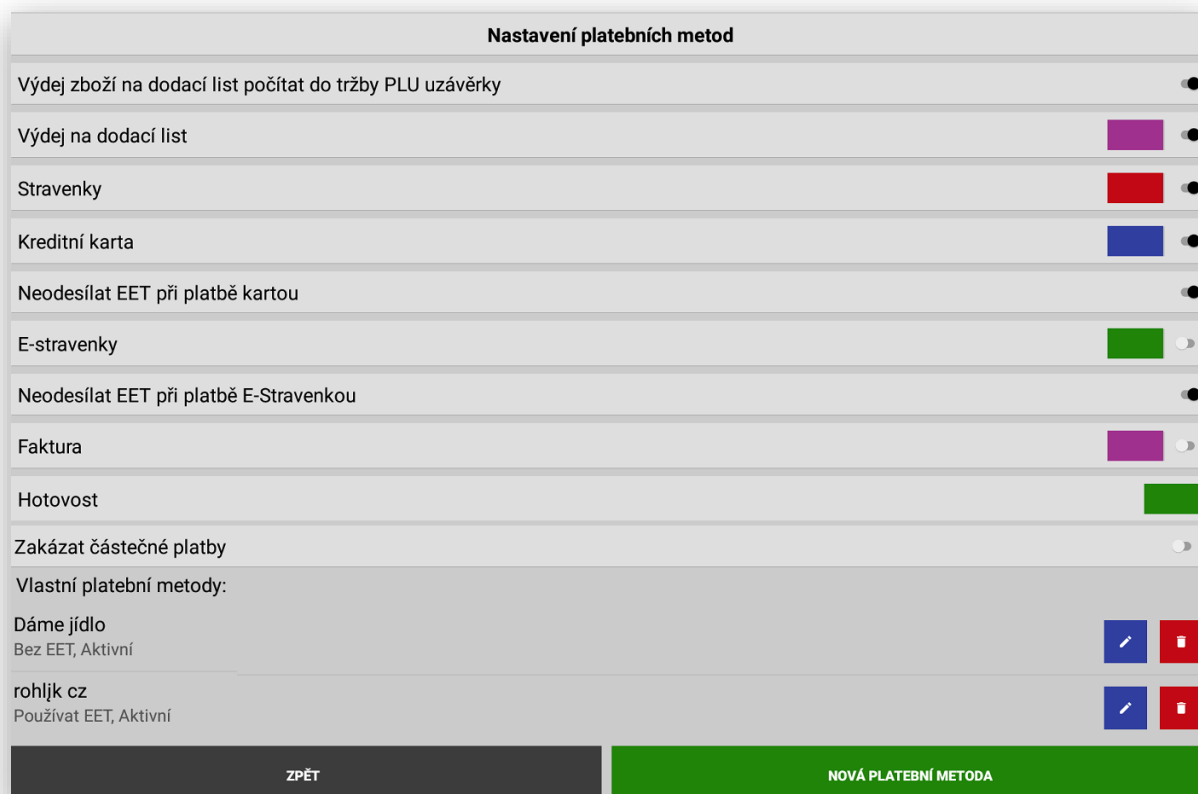 Nastavení platebních metod
Výdej zboží na dodací list počítat do tržby PLU uzávěrky
Výdej na dodací list
Stravenky
Kreditní karta
Neodesílat EET při platbě kartou
E-stravenky
Neodesílat EET při platbě E-Stravenkou
Faktura
Hotovost
Zakázat částečné platby
Vlastní platební metody:
Dáme jídlo
Bez EET, Aktivní
rohljk cz
Používat EET, Aktivní
ZPĚT
NOVÁ PLATEBNÍ METODA